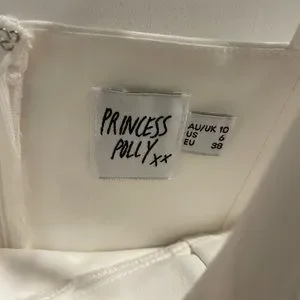 PRINCESS
POLLY xx
AU/UK 10
US 6
EU 38